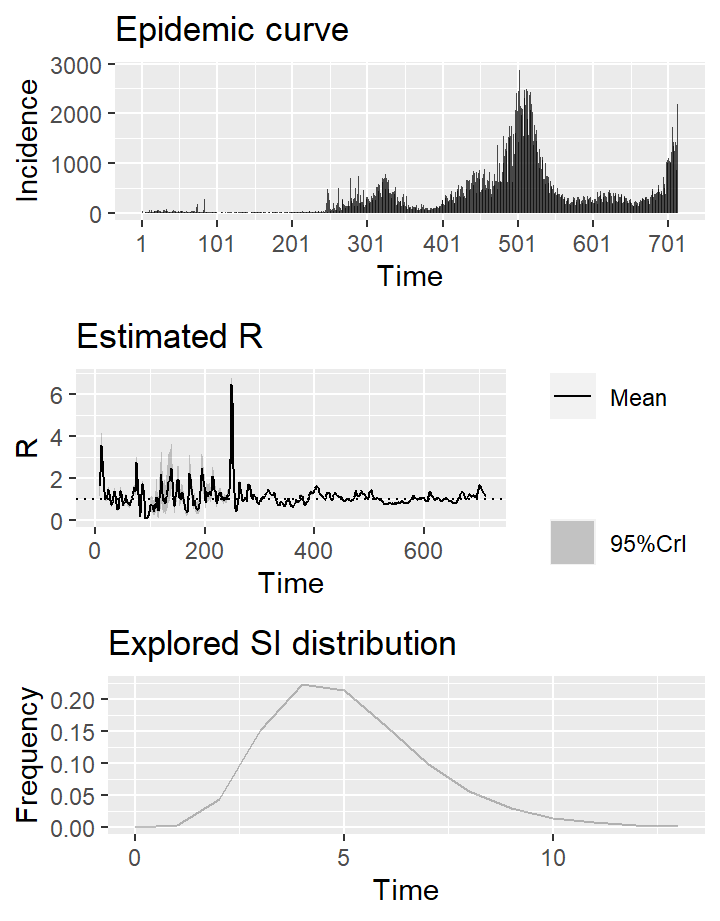 Epidemic curve
3000
2000
1000
0
Incidence
1 101 201 301 401 501 601 701
Time
Estimated R
6
4
2
0
R
0 200 400 600
Time
Mean
95%CrI
Explored SI distribution
0.20
0.15
0.10
0.05
0.00
Frequency
0 5 10
Time